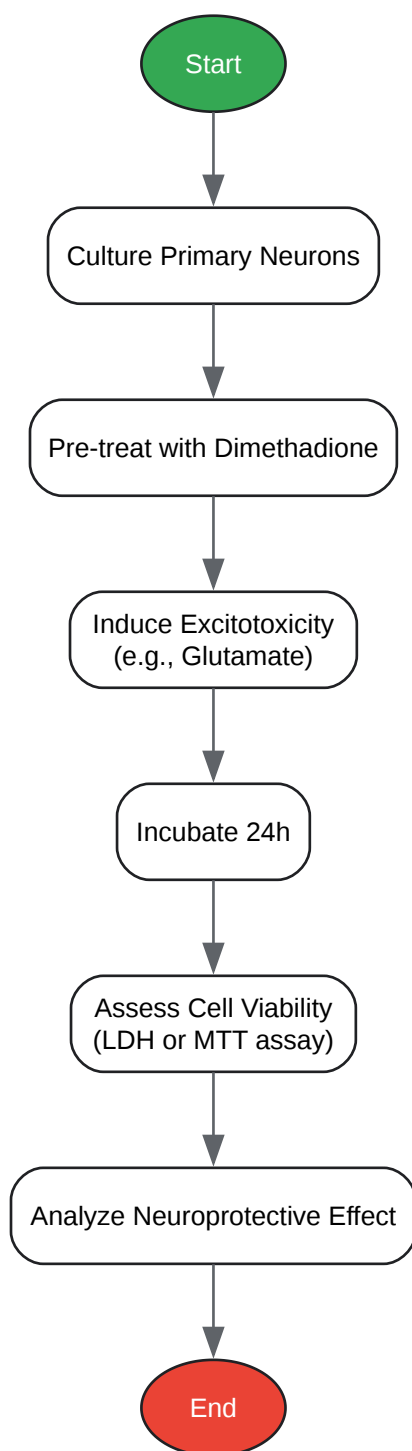 Start
Culture Primary Neurons
Pre-treat with Dimethadione
Induce Excitotoxicity
(e.g., Glutamate)
Incubate 24h
Assess Cell Viability
(LDH or MTT assay)
Analyze Neuroprotective Effect
End